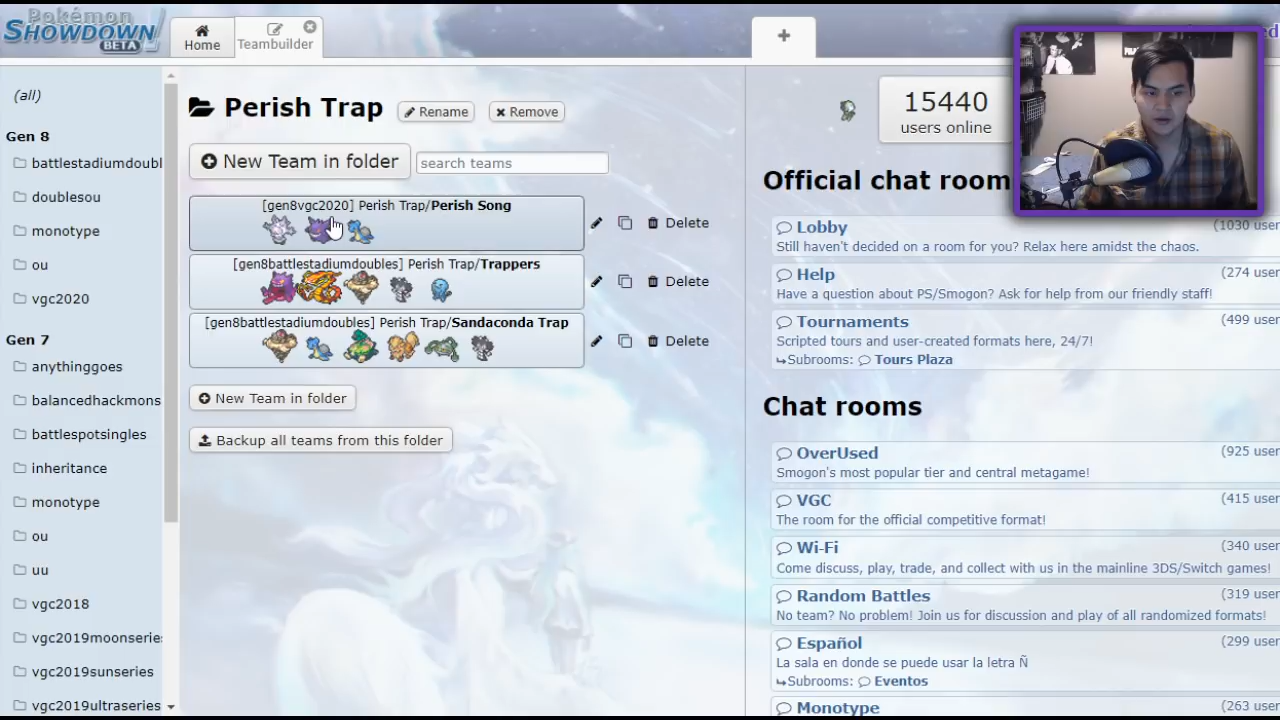 Pokémon
SHOWDOWN
BETA
Home
Teambuilder
(all)
Gen 8
battlestadiumdoubl
doublesou
monotype
ou
vgc2020
Gen 7
anythinggoes
balancedhackmons
battlespotsingles
inheritance
monotype
ou
uu
vgc2018
vgc2019moonserie
vgc2019sunseries
vgc2019ultraseries
Perish Trap
Rename
Remove
New Team in folder
search teams
[gen8vgc2020] Perish Trap/Perish Song
Delete
[gen8battlestadiumdoubles] Perish Trap/Trappers
Delete
[gen8battlestadiumdoubles] Perish Trap/Sandaconda Trap
Delete
New Team in folder
Backup all teams from this folder
15440
users online
Official chat room
Lobby
(1030 user
Still haven't decided on a room for you? Relax here amidst the chaos.
Help
(274 user
Have a question about PS/Smogon? Ask for help from our friendly staff!
Tournaments
(499 user
Scripted tours and user-created formats here, 24/7!
Subrooms: Tours Plaza
Chat rooms
OverUsed
(925 user
Smogon's most popular tier and central metagame!
VGC
(415 user
The room for the official competitive format!
Wi-Fi
(340 user
Come discuss, play, trade, and collect with us in the mainline 3DS/Switch games!
Random Battles
(319 user
No team? No problem! Join us for discussion and play of all randomized formats!
Español
(299 user
La sala en donde se puede usar la letra Ñ
Subrooms: Eventos
Monotype
(263 user